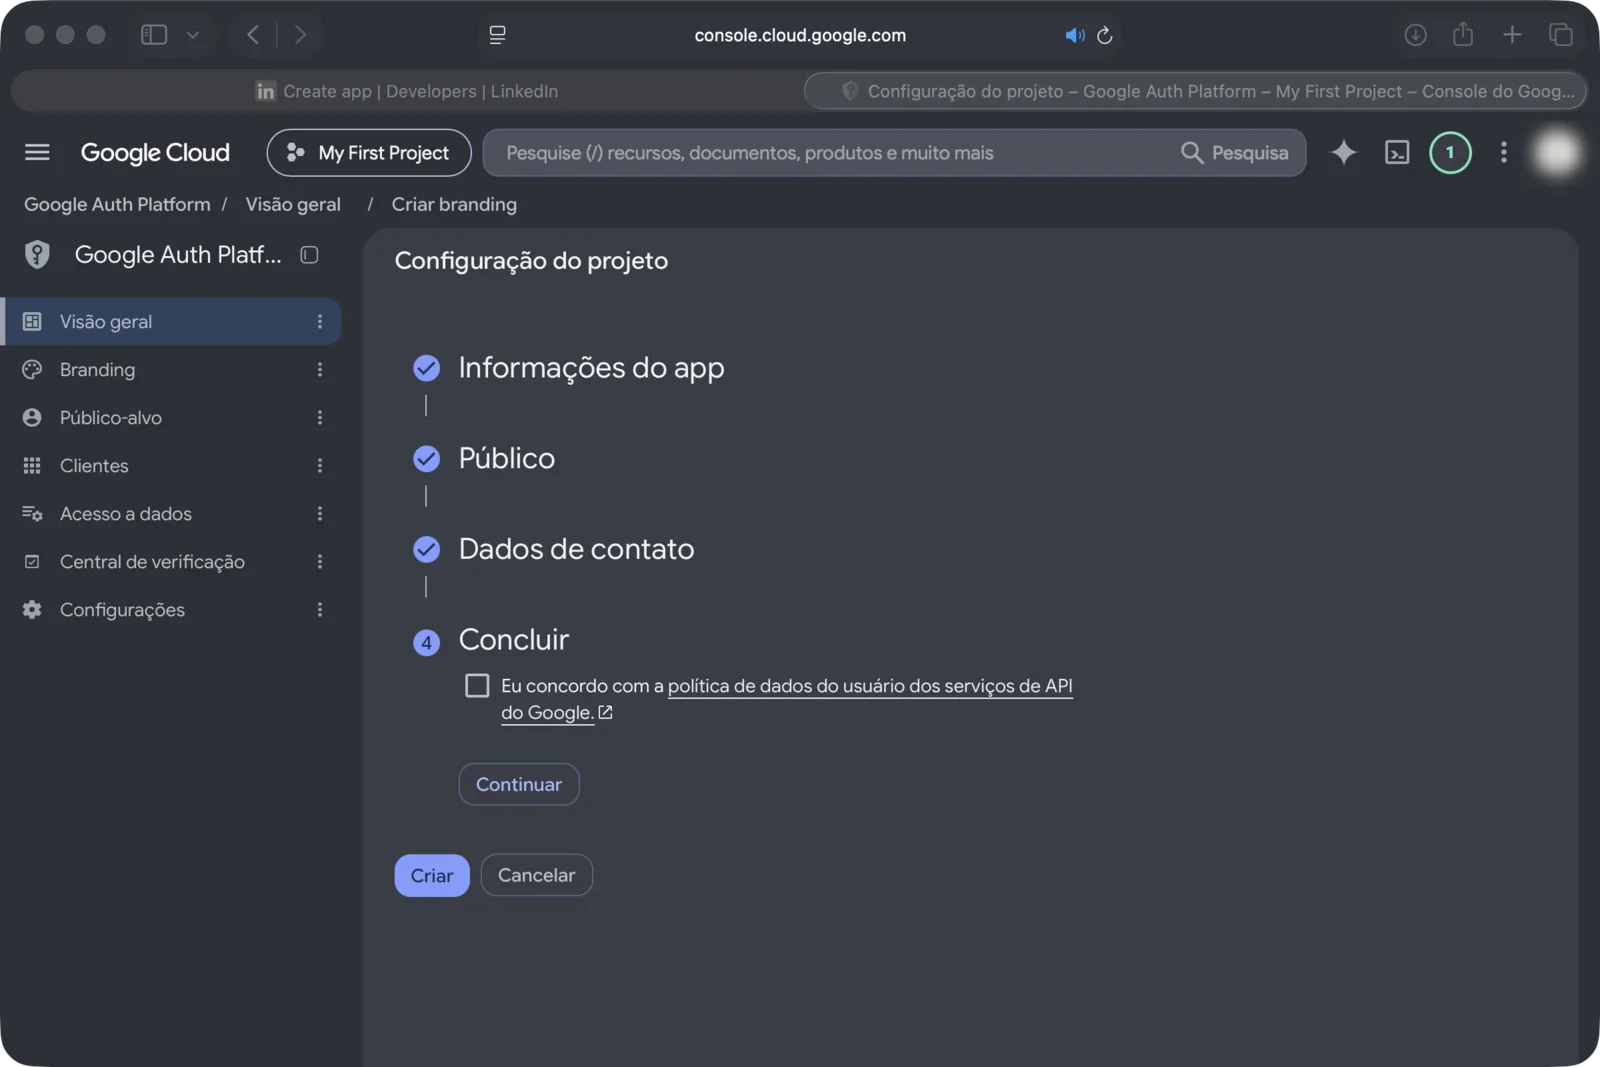 console.cloud.google.com
Create app | Developers | LinkedIn
Configuração do projeto – Google Auth Platform – My First Project – Console do Goog...
Google Cloud
My First Project
Pesquise (/) recursos, documentos, produtos e muito mais
Pesquisa
1
Google Auth Platform / Visão geral / Criar branding
Google Auth Platf...
Visão geral
Branding
Público-alvo
Clientes
Acesso a dados
Central de verificação
Configurações
Configuração do projeto
Informações do app
Público
Dados de contato
4 Concluir
Eu concordo com a política de dados do usuário dos serviços de API
do Google.
Continuar
Criar
Cancelar